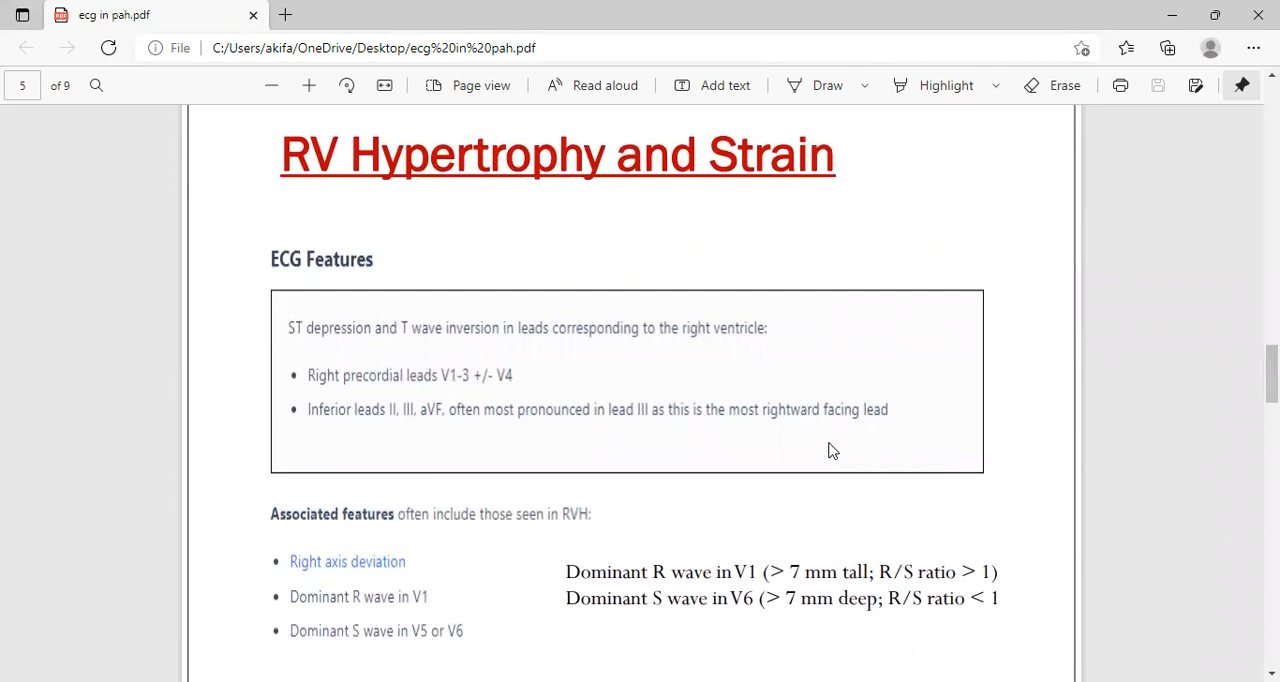 ecg in pah.pdf
File
C:/Users/akifa/OneDrive/Desktop/ecg%20in%20pah.pdf
5 of 9
Page view
Read aloud
Add text
Draw
Highlight
Erase
RV Hypertrophy and Strain
ECG Features
ST depression and T wave inversion in leads corresponding to the right ventricle:
• Right precordial leads V1-3 +/- V4
• Inferior leads II, III, aVF, often most pronounced in lead III as this is the most rightward facing lead
Associated features often include those seen in RVH:
• Right axis deviation
• Dominant R wave in V1
• Dominant S wave in V5 or V6
Dominant R wave in V1 (> 7 mm tall; R/S ratio > 1)
Dominant S wave in V6 (> 7 mm deep; R/S ratio < 1